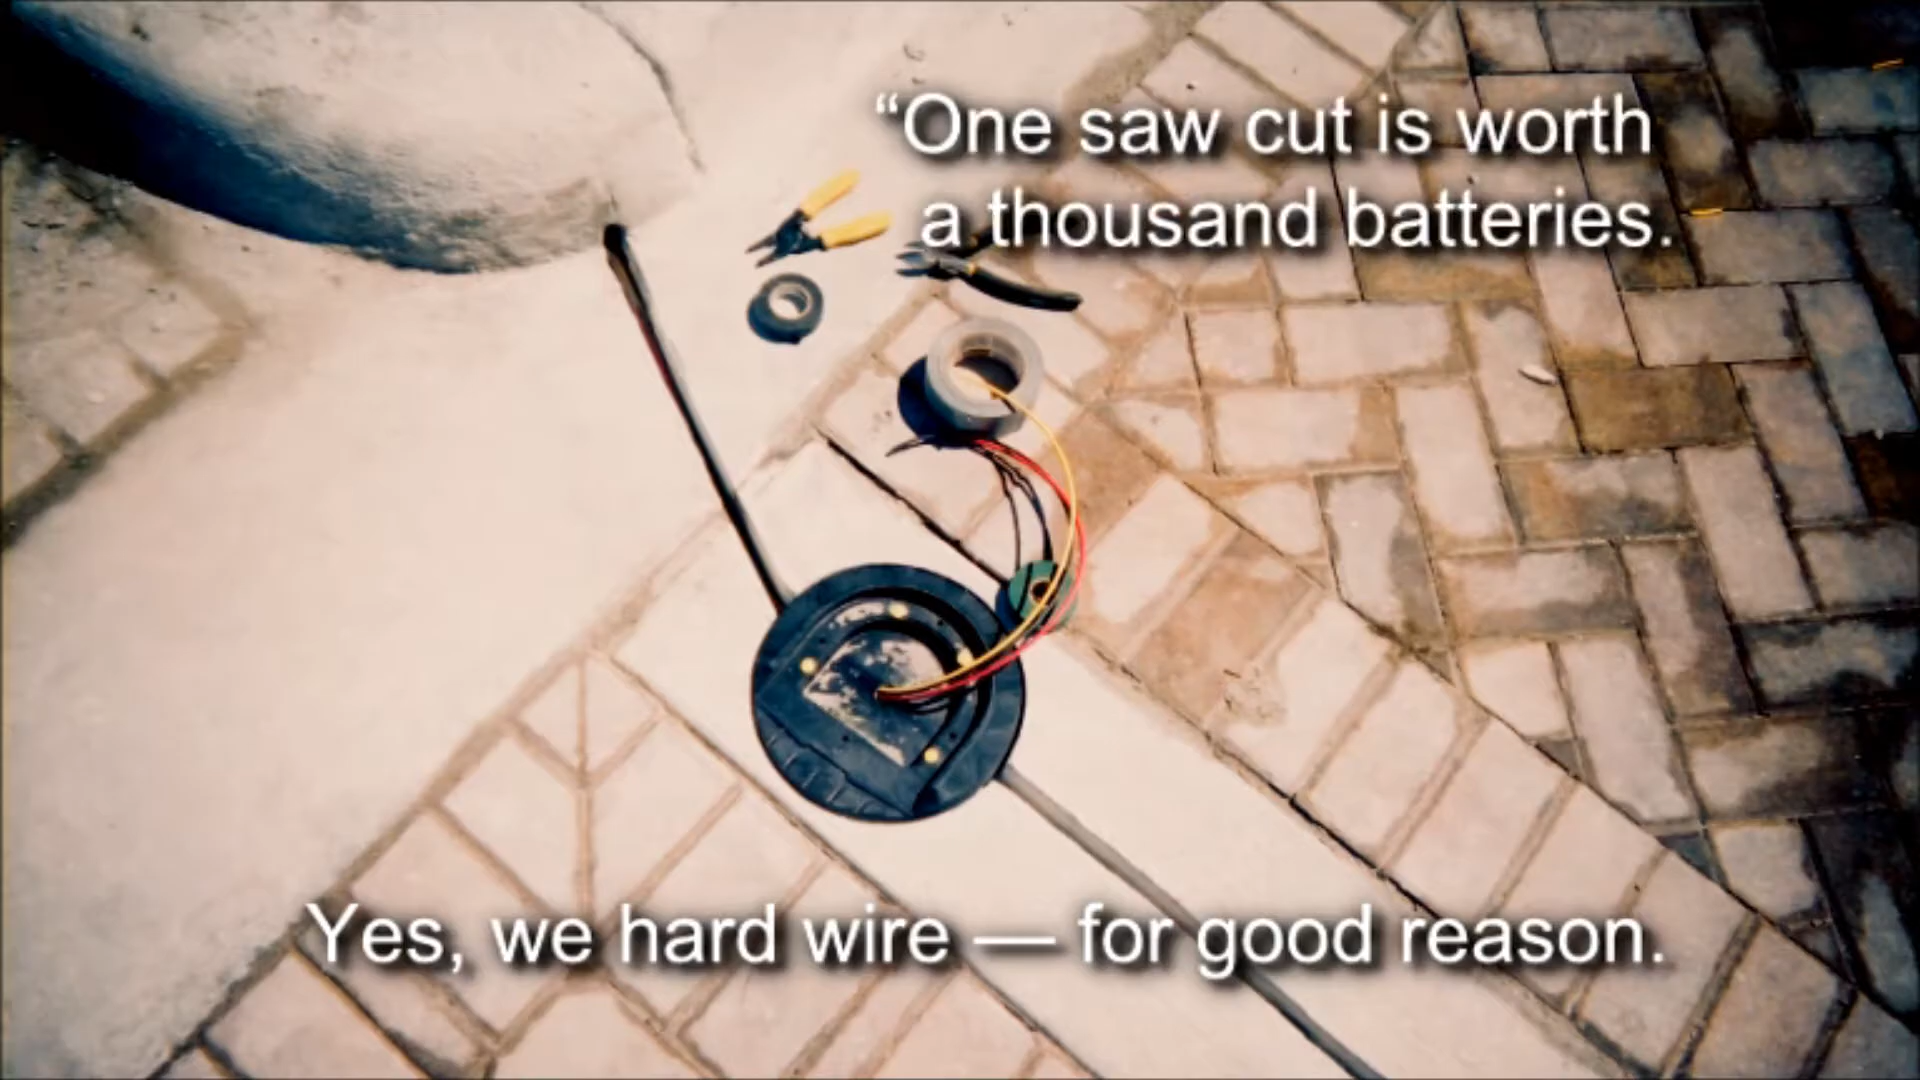 “One saw cut is worth
a thousand batteries.
Yes, we hard wire — for good reason.